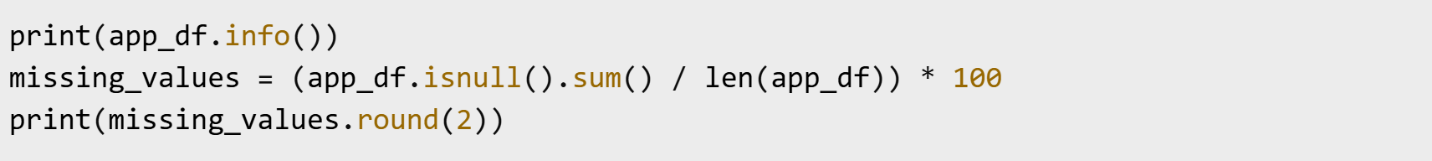 print(app_df.info())
missing_values = (app_df.isnull().sum() / len(app_df)) * 100
print(missing_values.round(2))